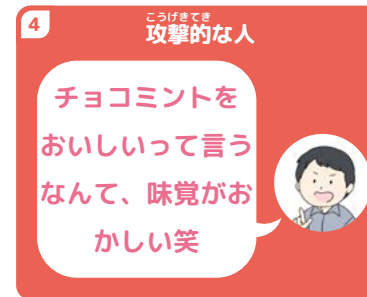 4
こうげきてき
攻撃的な人
チョコミントを
おいしいって言う
なんて、味覚がお
かしい笑